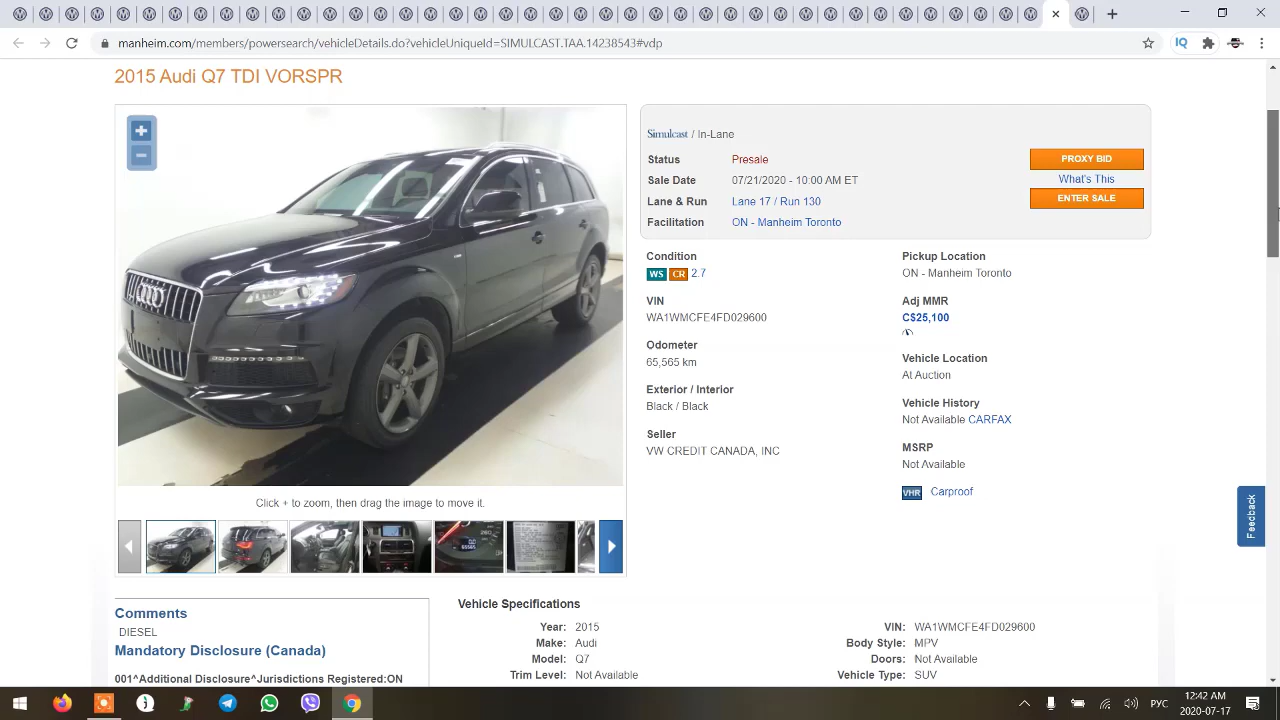 manheim.com/members/powersearch/vehicleDetails.do?vehicleUniqueId=SIMULCAST.TAA.14238543#vdp
IQ
2015 Audi Q7 TDI VORSPR
Simulcast / In-Lane
Status Presale
Sale Date 07/21/2020 - 10:00 AM ET
Lane & Run Lane 17 / Run 130
Facilitation ON - Manheim Toronto
PROXY BID
What's This
ENTER SALE
Condition
WS CR 2.7
VIN
WA1WMCFE4FD029600
Odometer
65,565 km
Exterior / Interior
Black / Black
Seller
VW CREDIT CANADA, INC
Pickup Location
ON - Manheim Toronto
Adj MMR
C$25,100
Vehicle Location
At Auction
Vehicle History
Not Available CARFAX
MSRP
Not Available
VHR Carproof
Click + to zoom, then drag the image to move it.
Feedback
Comments
DIESEL
Mandatory Disclosure (Canada)
001^Additional Disclosure^Jurisdictions Registered:ON
Vehicle Specifications
Year: 2015
Make: Audi
Model: Q7
Trim Level: Not Available
VIN: WA1WMCFE4FD029600
Body Style: MPV
Doors: Not Available
Vehicle Type: SUV
РУС
12:42 AM
2020-07-17